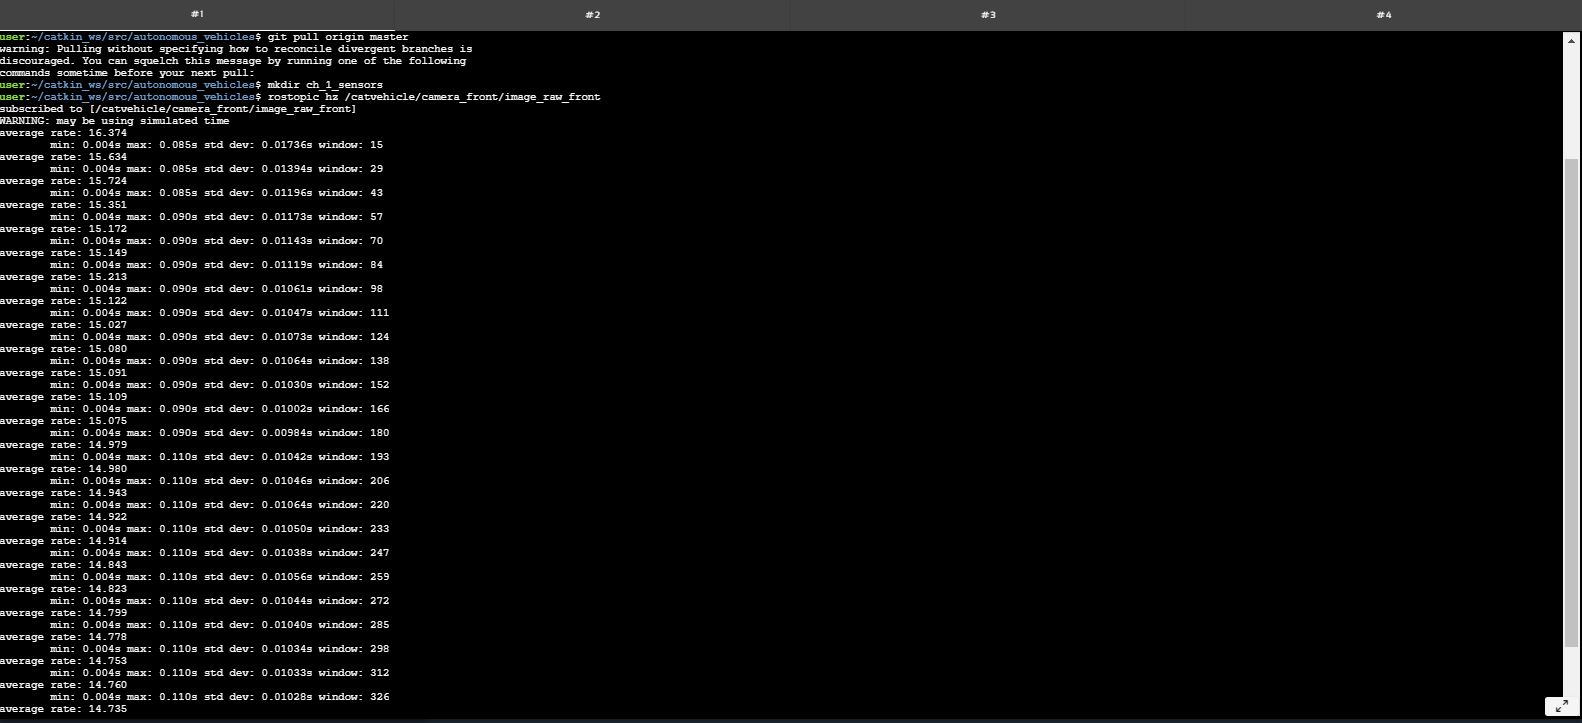 #1
#2
#3
#4
user:~/catkin_ws/src/autonomous_vehicles$ git pull origin master
warning: Pulling without specifying how to reconcile divergent branches is
discouraged. You can squelch this message by running one of the following
commands sometime before your next pull:
user:~/catkin_ws/src/autonomous_vehicles$ mkdir ch_1_sensors
user:~/catkin_ws/src/autonomous_vehicles$ rostopic hz /catvehicle/camera_front/image_raw_front
subscribed to [/catvehicle/camera_front/image_raw_front]
WARNING: may be using simulated time
average rate: 16.374
min: 0.004s max: 0.085s std dev: 0.01736s window: 15
average rate: 15.634
min: 0.004s max: 0.085s std dev: 0.01394s window: 29
average rate: 15.724
min: 0.004s max: 0.085s std dev: 0.01196s window: 43
average rate: 15.351
min: 0.004s max: 0.090s std dev: 0.01173s window: 57
average rate: 15.172
min: 0.004s max: 0.090s std dev: 0.01143s window: 70
average rate: 15.149
min: 0.004s max: 0.090s std dev: 0.01119s window: 84
average rate: 15.213
min: 0.004s max: 0.090s std dev: 0.01061s window: 98
average rate: 15.122
min: 0.004s max: 0.090s std dev: 0.01047s window: 111
average rate: 15.027
min: 0.004s max: 0.090s std dev: 0.01073s window: 124
average rate: 15.080
min: 0.004s max: 0.090s std dev: 0.01064s window: 138
average rate: 15.091
min: 0.004s max: 0.090s std dev: 0.01030s window: 152
average rate: 15.109
min: 0.004s max: 0.090s std dev: 0.01002s window: 166
average rate: 15.075
min: 0.004s max: 0.090s std dev: 0.00984s window: 180
average rate: 14.979
min: 0.004s max: 0.110s std dev: 0.01042s window: 193
average rate: 14.980
min: 0.004s max: 0.110s std dev: 0.01046s window: 206
average rate: 14.943
min: 0.004s max: 0.110s std dev: 0.01064s window: 220
average rate: 14.922
min: 0.004s max: 0.110s std dev: 0.01050s window: 233
average rate: 14.914
min: 0.004s max: 0.110s std dev: 0.01038s window: 247
average rate: 14.843
min: 0.004s max: 0.110s std dev: 0.01056s window: 259
average rate: 14.823
min: 0.004s max: 0.110s std dev: 0.01044s window: 272
average rate: 14.799
min: 0.004s max: 0.110s std dev: 0.01040s window: 285
average rate: 14.778
min: 0.004s max: 0.110s std dev: 0.01034s window: 298
average rate: 14.753
min: 0.004s max: 0.110s std dev: 0.01033s window: 312
average rate: 14.760
min: 0.004s max: 0.110s std dev: 0.01028s window: 326
average rate: 14.735